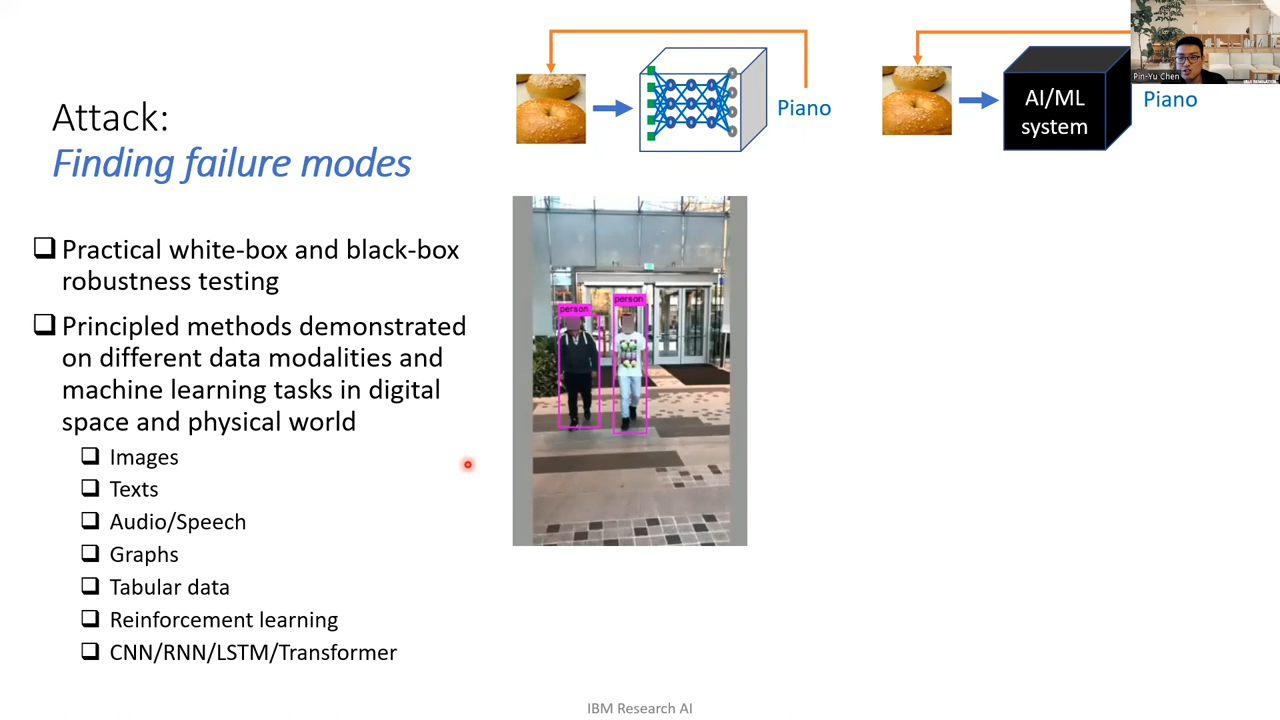 Attack:
Finding failure modes
Practical white-box and black-box
robustness testing
Principled methods demonstrated
on different data modalities and
machine learning tasks in digital
space and physical world
Images
Texts
Audio/Speech
Graphs
Tabular data
Reinforcement learning
CNN/RNN/LSTM/Transformer
Piano
AI/ML
system
Piano
Pin-Yu Chen
person
person
IBM Research AI